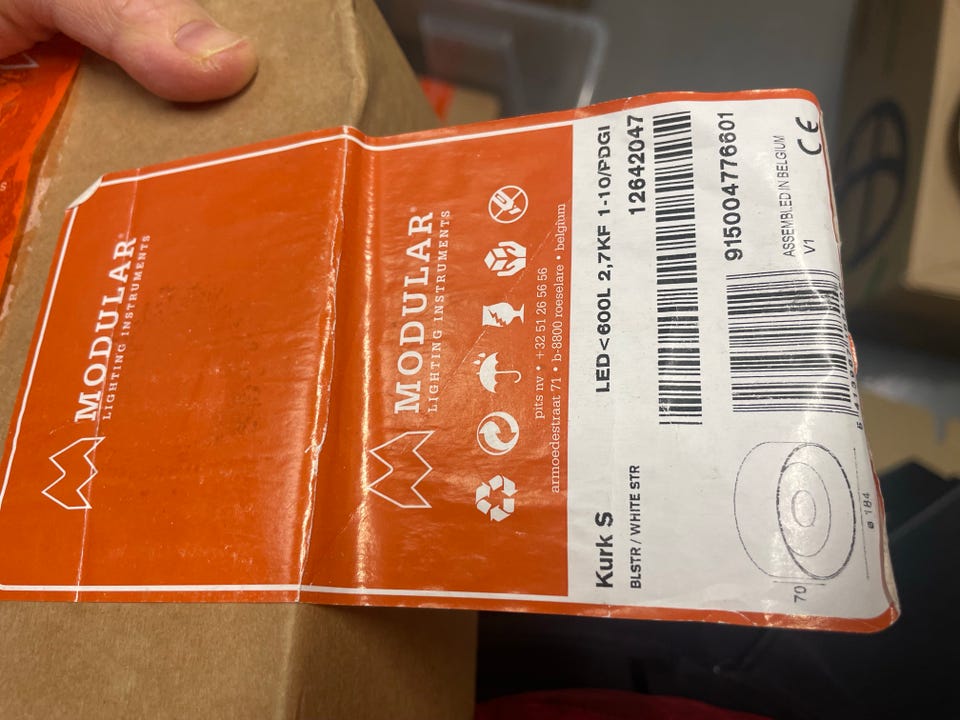 MODULAR®
LIGHTING INSTRUMENTS
MODULAR®
LIGHTING INSTRUMENTS
pits nv • +32 51 26 56 56
armoedestraat 71 • b-8800 roeselare • belgium
Kurk S
LED<600L 2,7KF 1-10/PDGI
BLSTR / WHITE STR
12642047
915004776601
ASSEMBLED IN BELGIUM
V1
CE
70
ø 184